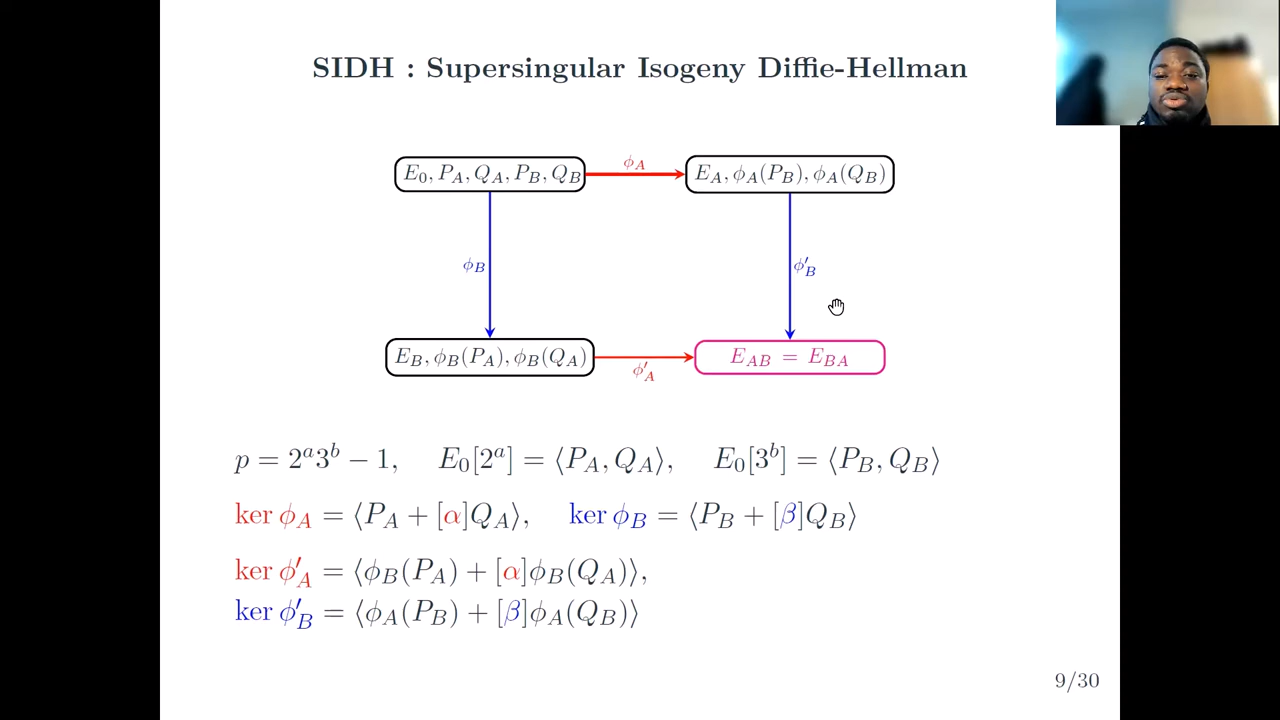 SIDH : Supersingular Isogeny Diffie-Hellman
E₀, P_A, Q_A, P_B, Q_B
ϕ_A
E_A, ϕ_A(P_B), ϕ_A(Q_B)
ϕ_B
ϕ′_B
E_B, ϕ_B(P_A), ϕ_B(Q_A)
ϕ′_A
E_AB = E_BA
p = 2^a3^b − 1, E₀[2^a] = ⟨P_A, Q_A⟩, E₀[3^b] = ⟨P_B, Q_B⟩
ker ϕ_A = ⟨P_A + [α]Q_A⟩, ker ϕ_B = ⟨P_B + [β]Q_B⟩
ker ϕ′_A = ⟨ϕ_B(P_A) + [α]ϕ_B(Q_A)⟩,
ker ϕ′_B = ⟨ϕ_A(P_B) + [β]ϕ_A(Q_B)⟩
9/30